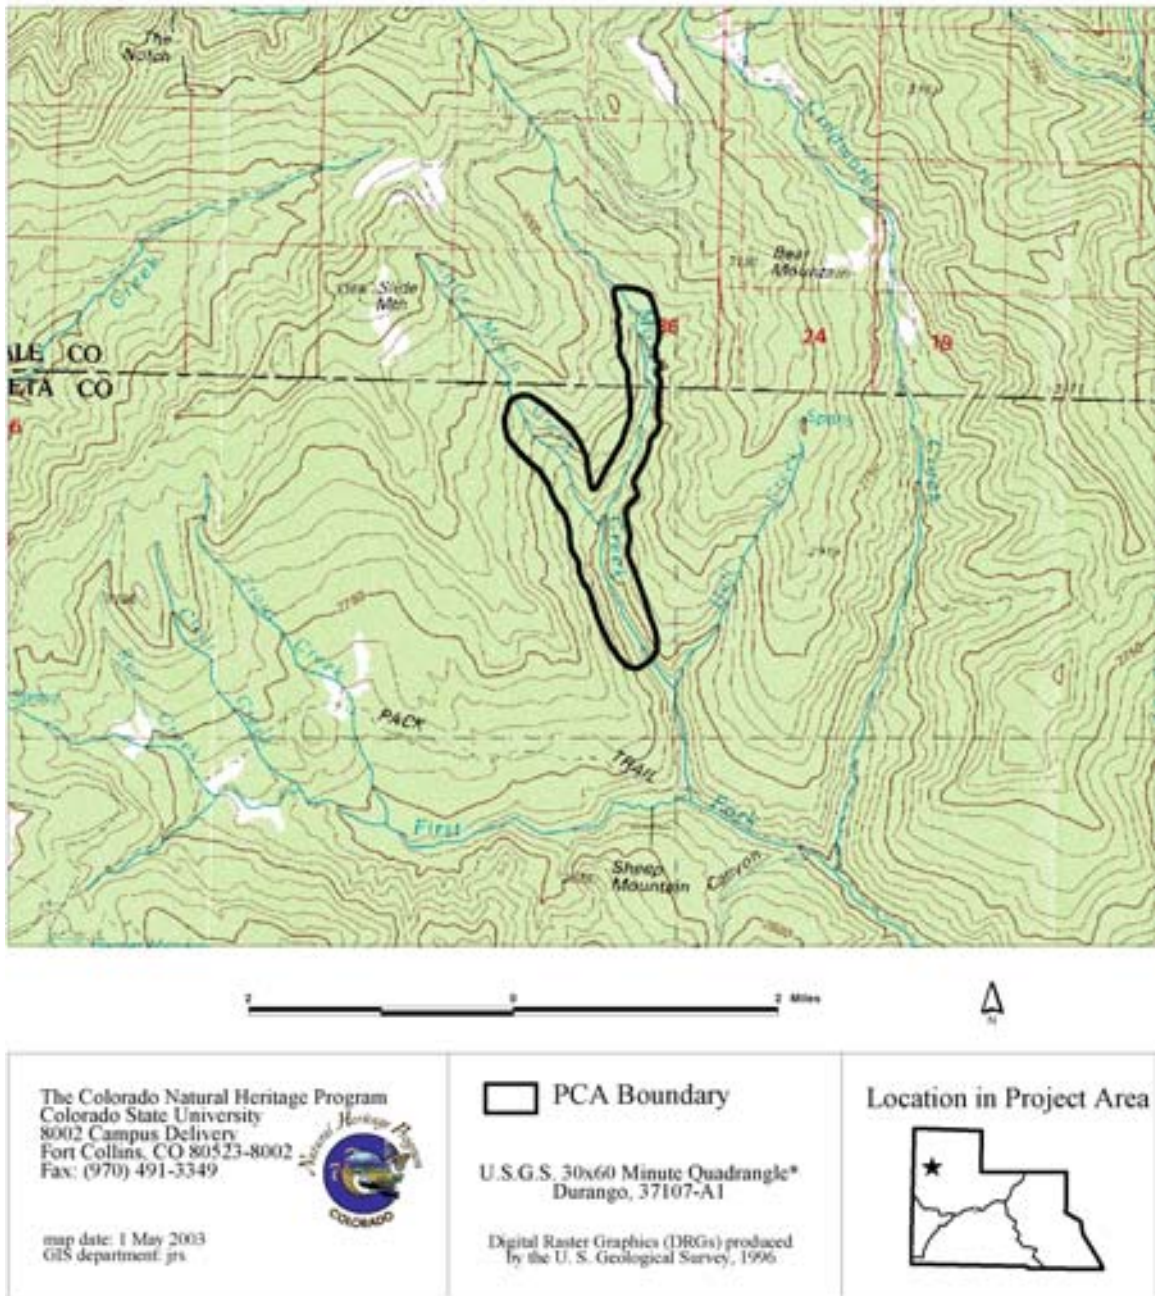 The
Notch
Coldwater
Creek
Slide
Mtn
Bear
Mountain
36
24
18
ALE CO
ETA CO
6
Spring
Creek
Creek
PACK
TRAIL
First
Fork
Canyon
Sheep
Mountain
2 0 2 Miles
N
The Colorado Natural Heritage Program
Colorado State University
8002 Campus Delivery
Fort Collins, CO 80523-8002
Fax: (970) 491-3349
Natural Heritage Program
COLORADO
map date: 1 May 2003
GIS department: jrs
PCA Boundary
U.S.G.S. 30x60 Minute Quadrangle*
Durango, 37107-A1
Digital Raster Graphics (DRGs) produced
by the U. S. Geological Survey, 1996
Location in Project Area